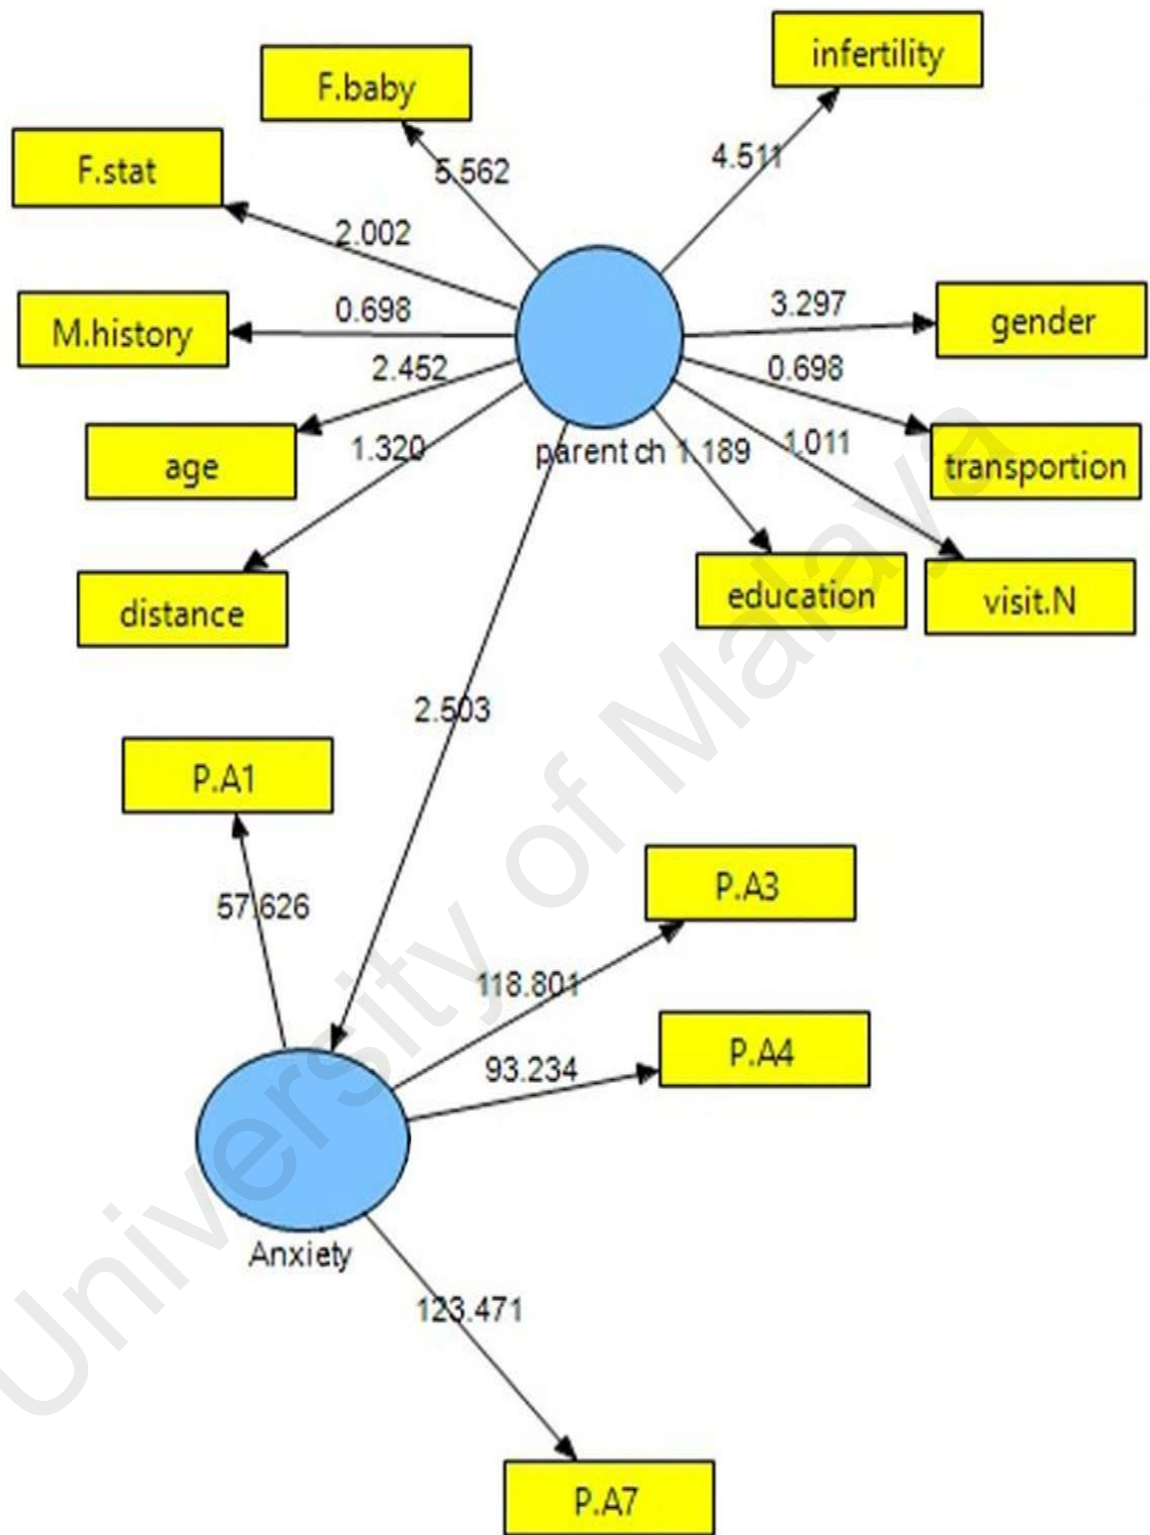 infertility
F.baby
F.stat
5.562
4.511
2.002
M.history
0.698
3.297
gender
2.452
0.698
age
1.320
parent ch
1.189
1.011
transportion
distance
education
visit.N
2.503
P.A1
57.626
P.A3
118.801
93.234
P.A4
Anxiety
123.471
P.A7
University of Malaya